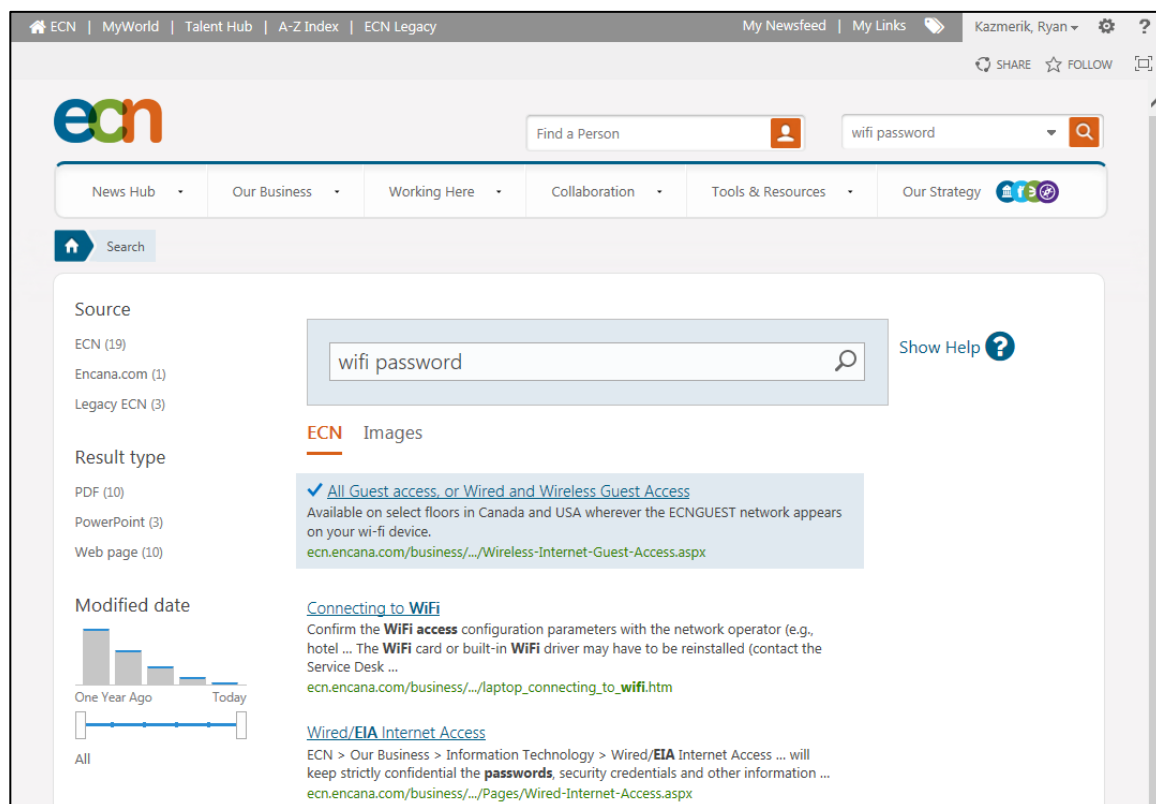 ECN | MyWorld | Talent Hub | A-Z Index | ECN Legacy
My Newsfeed | My Links
Kazmerik, Ryan
?
SHARE FOLLOW
ecn
Find a Person
wifi password
News Hub
Our Business
Working Here
Collaboration
Tools & Resources
Our Strategy
Search
Source
ECN (19)
Encana.com (1)
Legacy ECN (3)
Result type
PDF (10)
PowerPoint (3)
Web page (10)
Modified date
One Year Ago Today
All
wifi password
Show Help ?
ECN Images
All Guest access, or Wired and Wireless Guest Access
Available on select floors in Canada and USA wherever the ECNGUEST network appears
on your wi-fi device.
ecn.encana.com/business/.../Wireless-Internet-Guest-Access.aspx
Connecting to WiFi
Confirm the WiFi access configuration parameters with the network operator (e.g.,
hotel ... The WiFi card or built-in WiFi driver may have to be reinstalled (contact the
Service Desk ...
ecn.encana.com/business/.../laptop_connecting_to_wifi.htm
Wired/EIA Internet Access
ECN > Our Business > Information Technology > Wired/EIA Internet Access ... will
keep strictly confidential the passwords, security credentials and other information ...
ecn.encana.com/business/.../Pages/Wired-Internet-Access.aspx